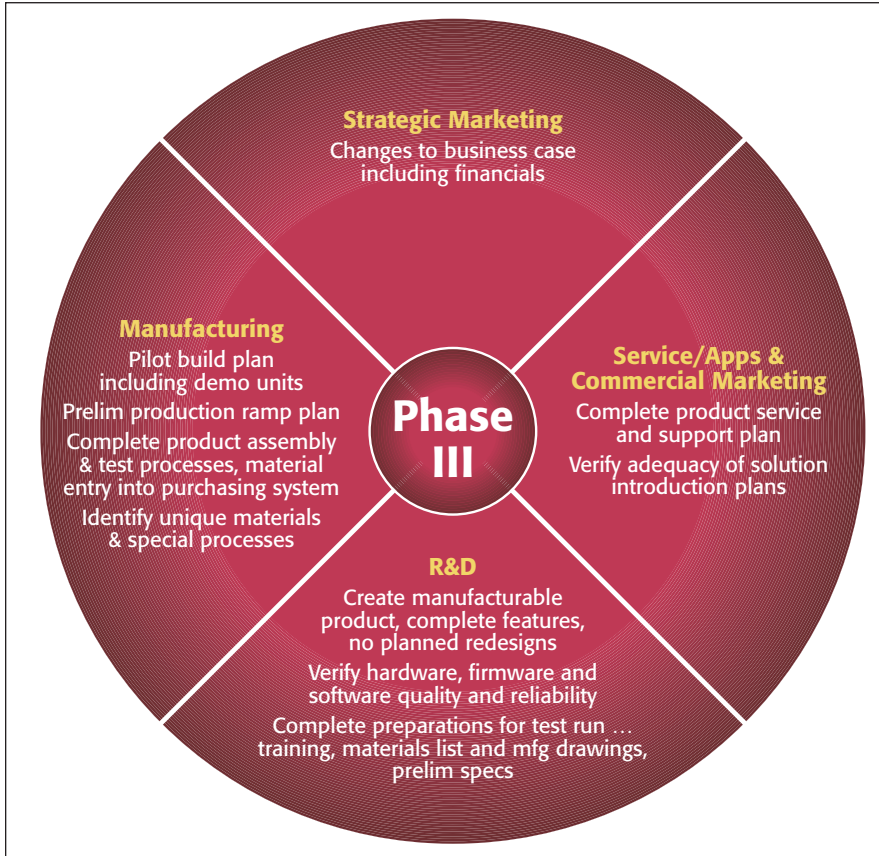 Strategic Marketing
Changes to business case
including financials
Manufacturing
Pilot build plan
including demo units
Prelim production ramp plan
Complete product assembly
& test processes, material
entry into purchasing system
Identify unique materials
& special processes
Phase
III
Service/Apps &
Commercial Marketing
Complete product service
and support plan
Verify adequacy of solution
introduction plans
R&D
Create manufacturable
product, complete features,
no planned redesigns
Verify hardware, firmware and
software quality and reliability
Complete preparations for test run …
training, materials list and mfg drawings,
prelim specs